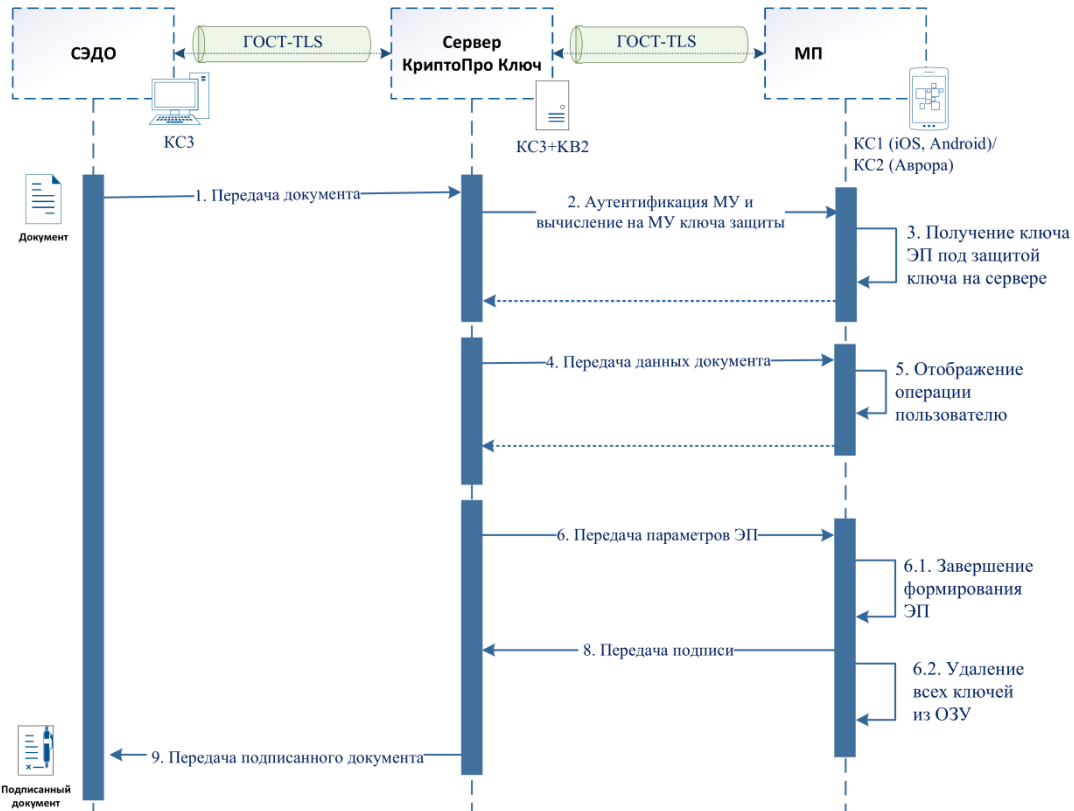 СЭДО
ГОСТ-TLS
Сервер
КриптоПро Ключ
ГОСТ-TLS
МП
КС3
КС3+KB2
КС1 (iOS, Android)/
КС2 (Аврора)
Документ
1. Передача документа
2. Аутентификация МУ и
вычисление на МУ ключа защиты
3. Получение ключа
ЭП под защитой
ключа на сервере
4. Передача данных документа
5. Отображение
операции
пользователю
6. Передача параметров ЭП
6.1. Завершение
формирования
ЭП
8. Передача подписи
6.2. Удаление
всех ключей
из ОЗУ
9. Передача подписанного документа
Подписанный
документ